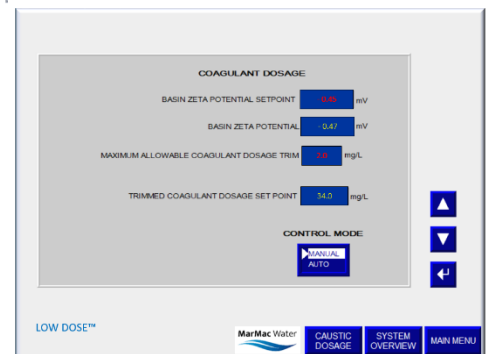 COAGULANT DOSAGE
BASIN ZETA POTENTIAL SETPOINT mV
BASIN ZETA POTENTIAL - 0.47 mV
MAXIMUM ALLOWABLE COAGULANT DOSAGE TRIM mg/L
TRIMMED COAGULANT DOSAGE SET POINT 34.0 mg/L
CONTROL MODE
MANUAL
AUTO
LOW DOSE™
MarMac Water
CAUSTIC
DOSAGE
SYSTEM
OVERVIEW
MAIN MENU